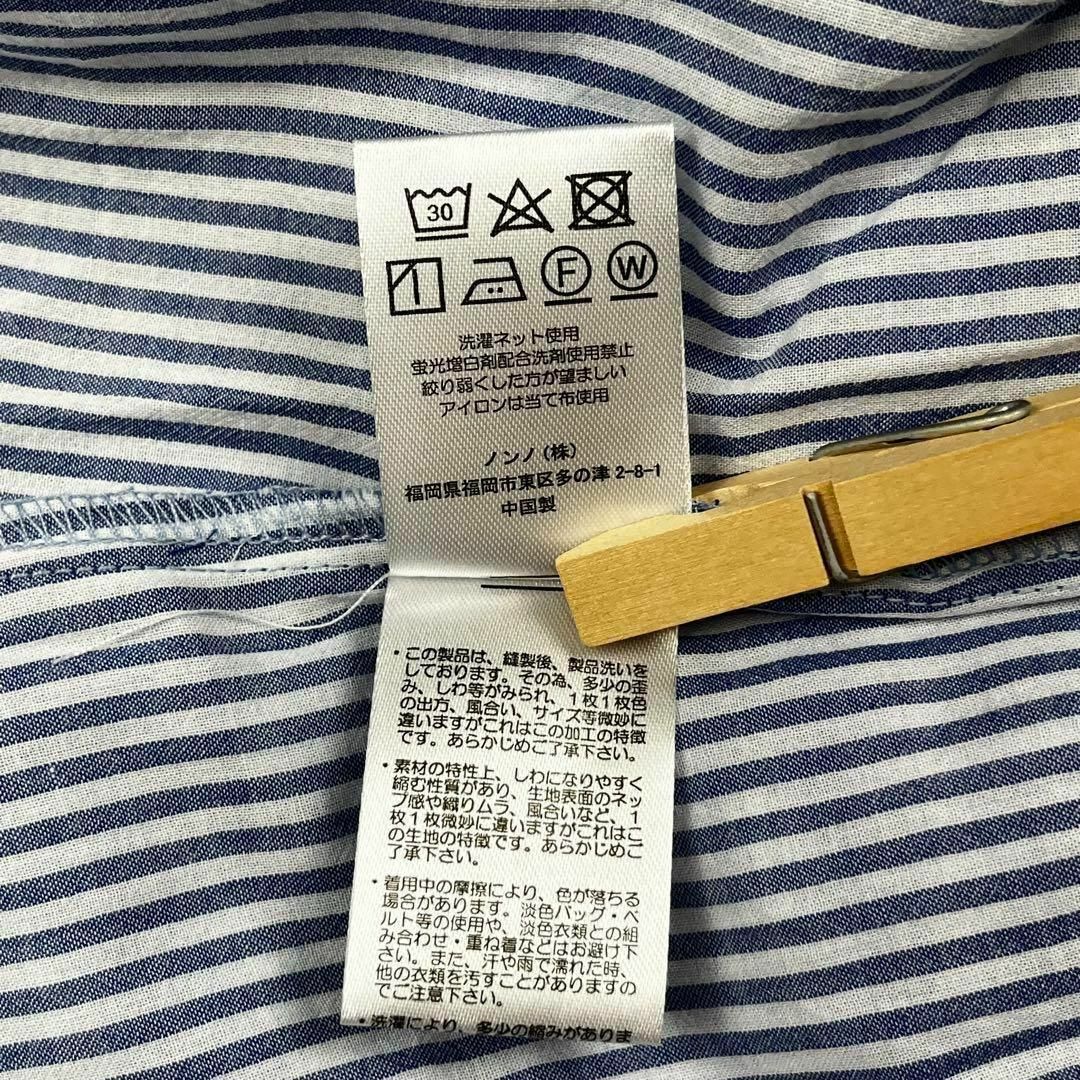 30
F W
洗濯ネット使用
蛍光増白剤配合洗剤使用禁止
絞り弱くした方が望ましい
アイロンは当て布使用
ノンノ(株)
福岡県福岡市東区多の津 2-8-1
中国製
・この製品は、縫製後、製品洗いを
しております。その為、多少の歪
み、しわ等がみられ、1枚1枚色
の出方、風合い、サイズ等微妙に
違いますがこれはこの加工の特徴
です。あらかじめご了承下さい。
・素材の特性上、しわになりやすく
縮む性質があり、生地表面のネッ
プ感や織りムラ、風合いなど、1
枚1枚微妙に違いますがこれはこ
の生地の特徴です。あらかじめご
了承下さい。
・着用中の摩擦により、色が落ちる
場合があります。淡色バッグ・ベ
ルト等の使用や、淡色衣類との組
み合わせ・重ね着などはお避け下
さい。また、汗や雨で濡れた時、
他の衣類を汚すことがありますの
でご注意下さい。
・洗濯により、多少の縮みがありま